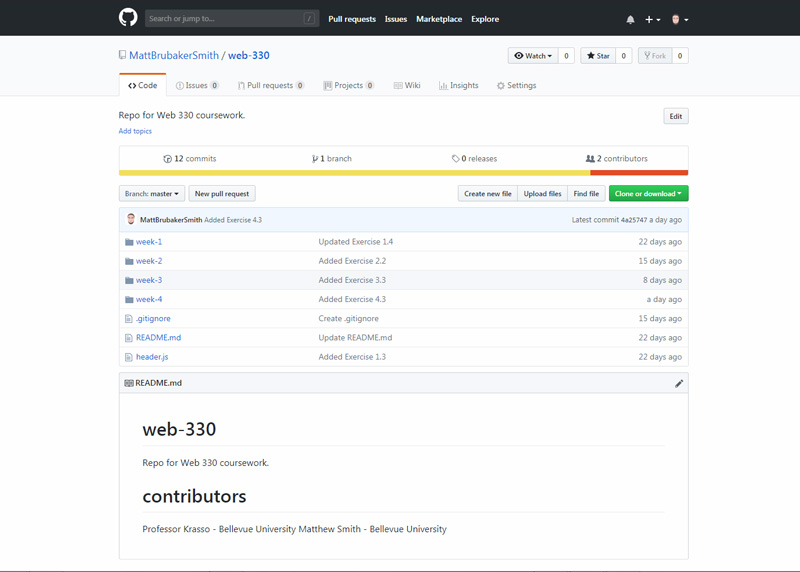 Search or jump to... /
Pull requests Issues Marketplace Explore
MattBrubakerSmith / web-330
Watch 0 Star 0 Fork 0
Code Issues 0 Pull requests 0 Projects 0 Wiki Insights Settings
Repo for Web 330 coursework.
Edit
Add topics
12 commits 1 branch 0 releases 2 contributors
Branch: master New pull request Create new file Upload files Find file Clone or download
MattBrubakerSmith Added Exercise 4.3 Latest commit 4a25747 a day ago
week-1 Updated Exercise 1.4 22 days ago
week-2 Added Exercise 2.2 15 days ago
week-3 Added Exercise 3.3 8 days ago
week-4 Added Exercise 4.3 a day ago
.gitignore Create .gitignore 15 days ago
README.md Update README.md 22 days ago
header.js Added Exercise 1.3 22 days ago
README.md
web-330
Repo for Web 330 coursework.
contributors
Professor Krasso - Bellevue University Matthew Smith - Bellevue University